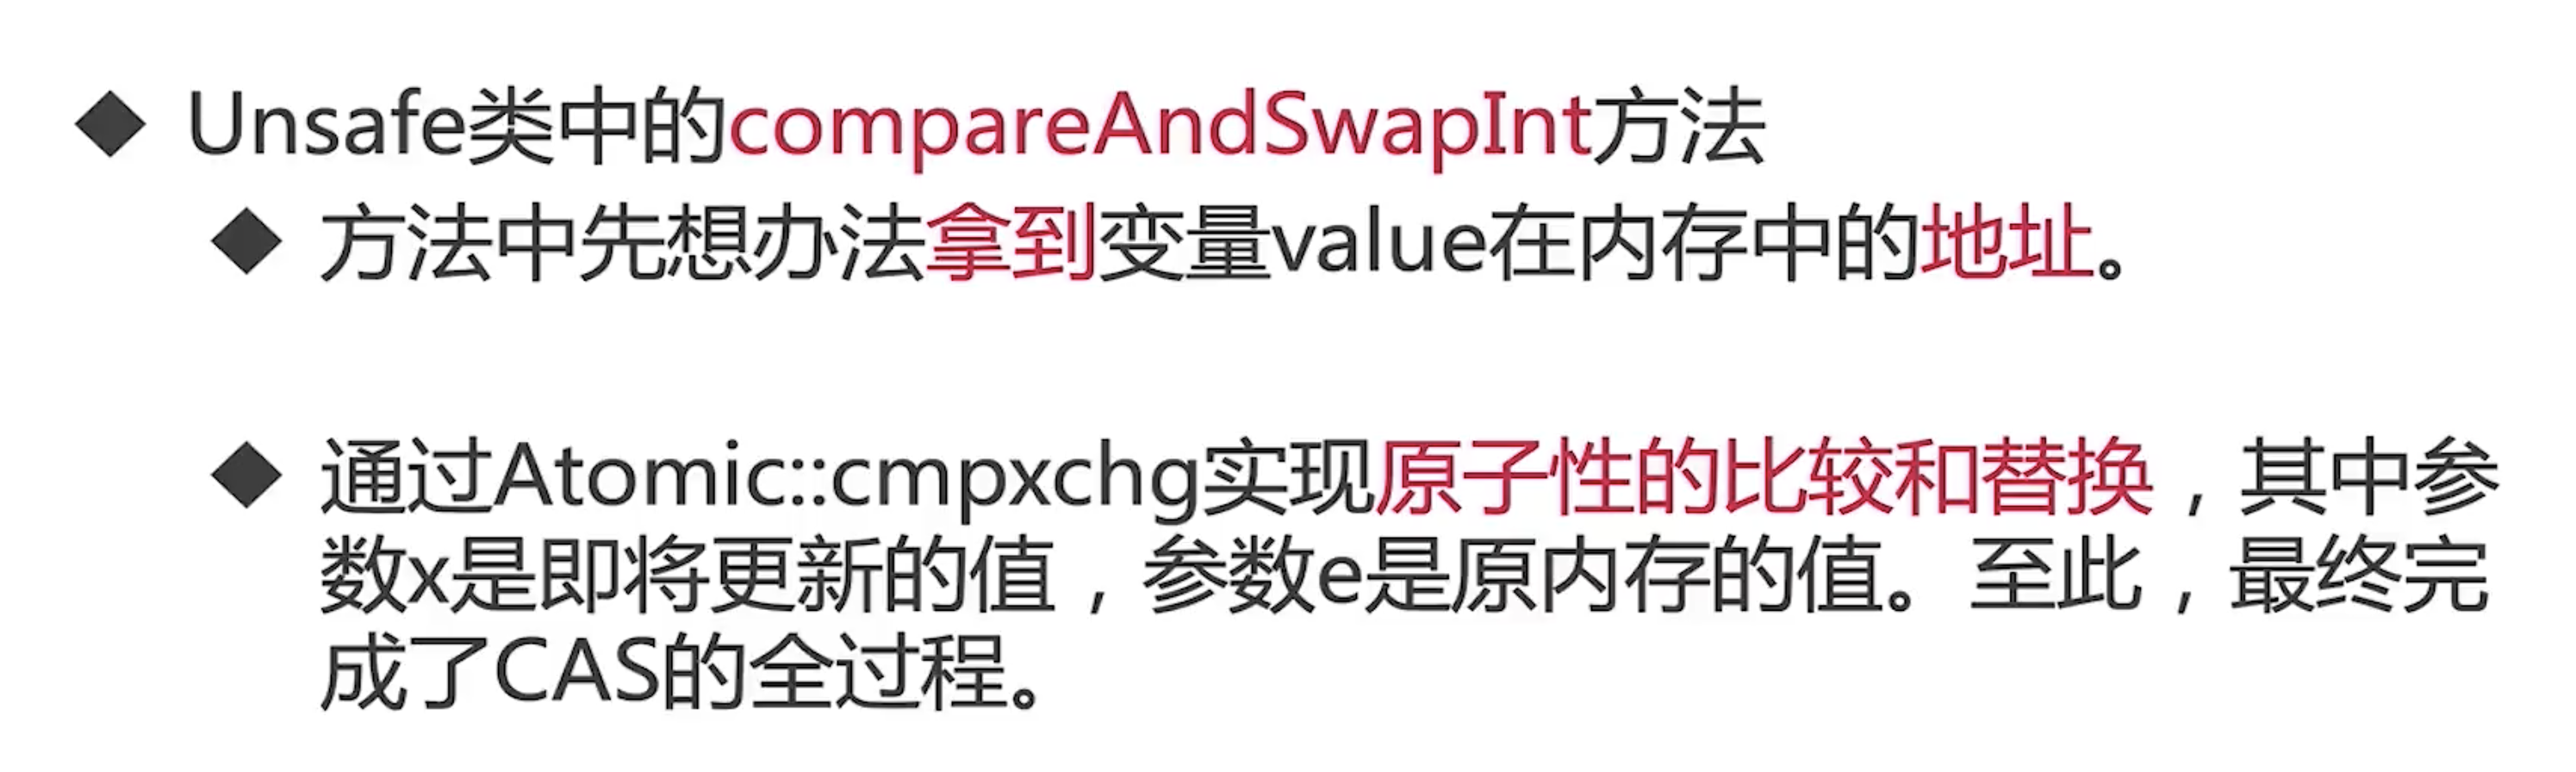 ◆ Unsafe类中的compareAndSwapInt方法
◆ 方法中先想办法拿到变量value在内存中的地址。
◆ 通过Atomic::cmpxchg实现原子性的比较和替换，其中参
数x是即将更新的值，参数e是原内存的值。至此，最终完
成了CAS的全过程。